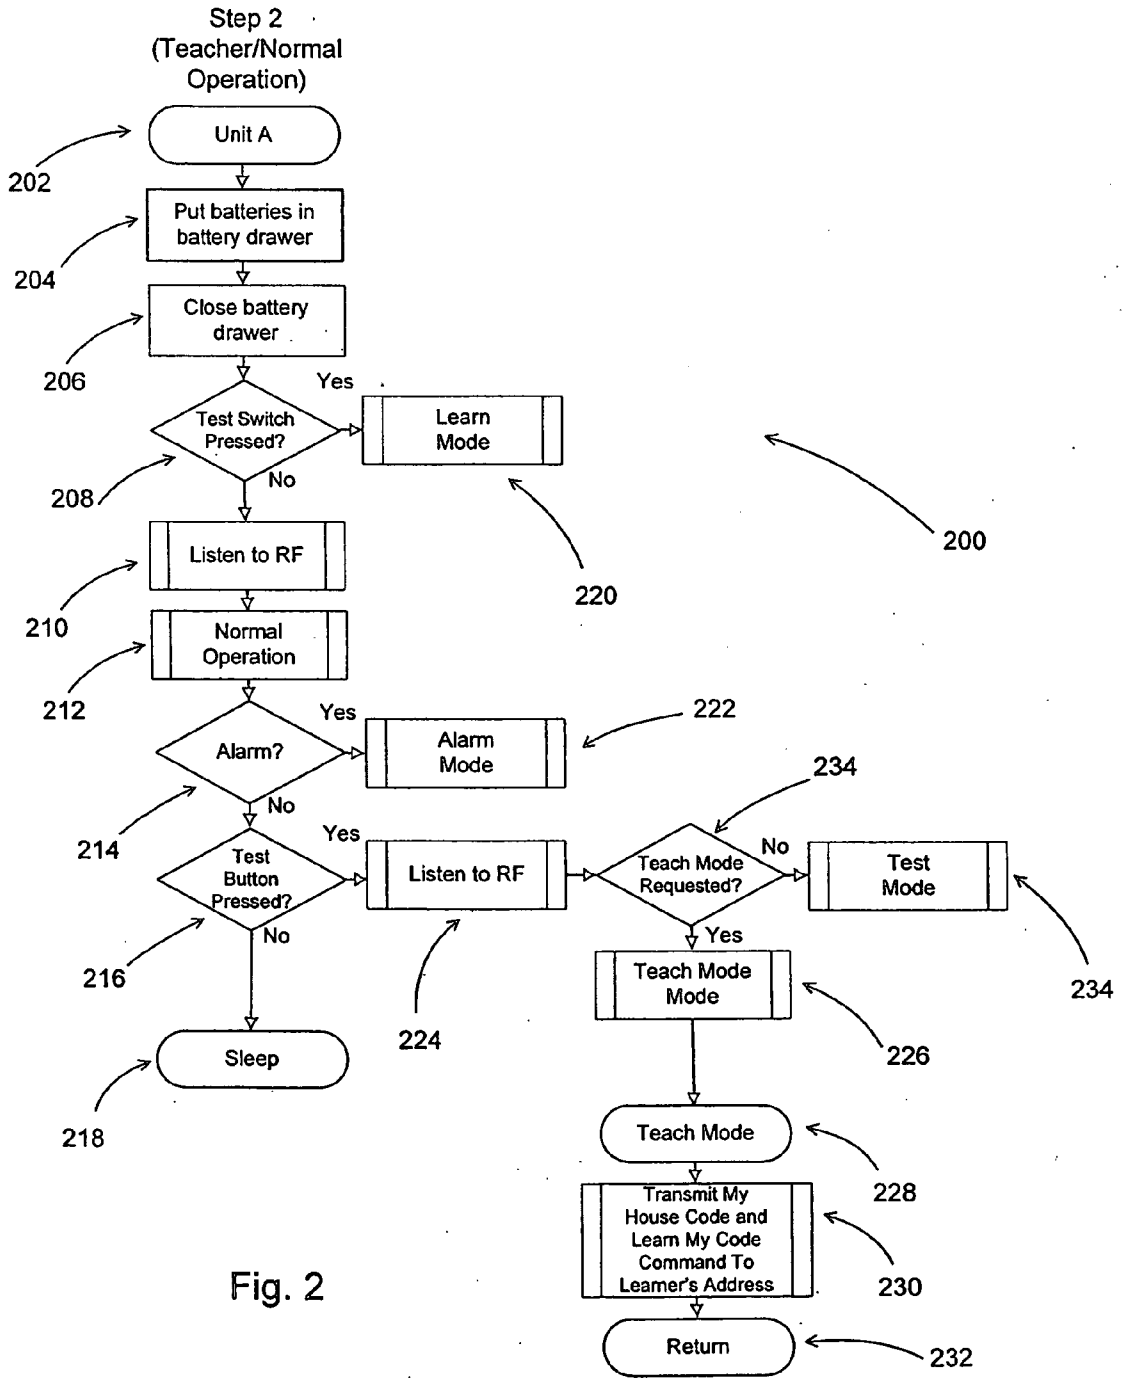 Step 2
(Teacher/Normal
Operation)
Unit A
202
Put batteries in
battery drawer
204
Close battery
drawer
206
Yes
Test Switch
Pressed?
Learn
Mode
208
No
200
220
Listen to RF
210
Normal
Operation
212
Yes
222
Alarm?
Alarm
Mode
234
214
No
Yes
Test
Button
Pressed?
Listen to RF
Teach Mode
Requested?
No
Test
Mode
216
No
Yes
224
234
Teach Mode
Mode
226
Sleep
218
Teach Mode
228
Transmit My
House Code and
Learn My Code
Command To
Learner's Address
230
Fig. 2
Return
232